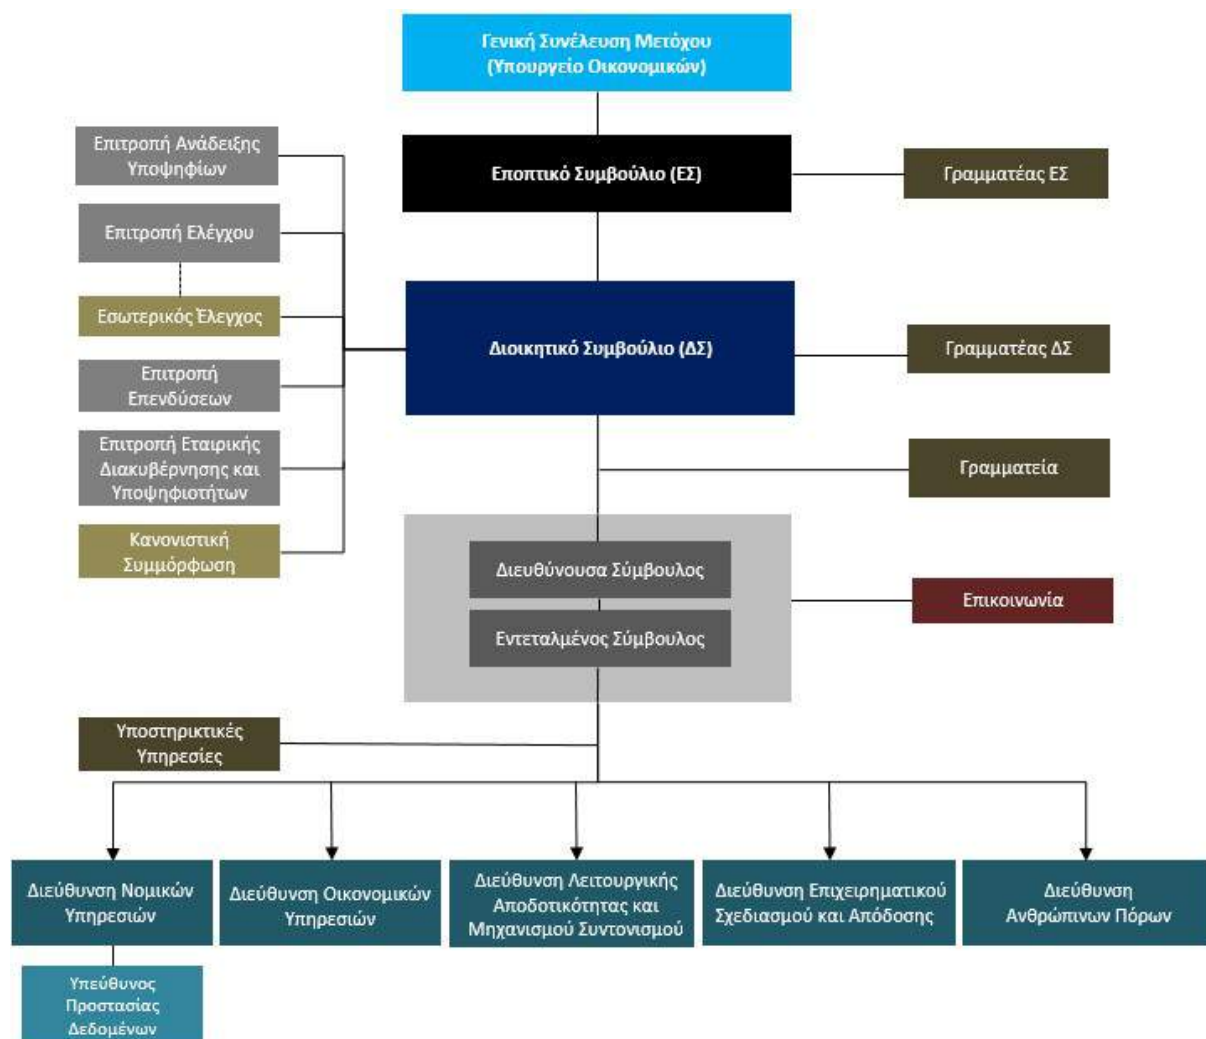 Γενική Συνέλευση Μετόχου
(Υπουργείο Οικονομικών)
Επιτροπή Ανάδειξης
Υποψηφίων
Εποπτικό Συμβούλιο (ΕΣ)
Γραμματέας ΕΣ
Επιτροπή Ελέγχου
Εσωτερικός Έλεγχος
Διοικητικό Συμβούλιο (ΔΣ)
Γραμματέας ΔΣ
Επιτροπή
Επενδύσεων
Επιτροπή Εταιρικής
Διακυβέρνησης και
Υποψηφιοτήτων
Γραμματεία
Κανονιστική
Συμμόρφωση
Διευθύνουσα Σύμβουλος
Εντεταλμένος Σύμβουλος
Επικοινωνία
Υποστηρικτικές
Υπηρεσίες
Διεύθυνση Νομικών
Υπηρεσιών
Διεύθυνση Οικονομικών
Υπηρεσιών
Διεύθυνση Λειτουργικής
Αποδοτικότητας και
Μηχανισμού Συντονισμού
Διεύθυνση Επιχειρηματικού
Σχεδιασμού και Απόδοσης
Διεύθυνση
Ανθρώπινων Πόρων
Υπεύθυνος
Προστασίας
Δεδομένων